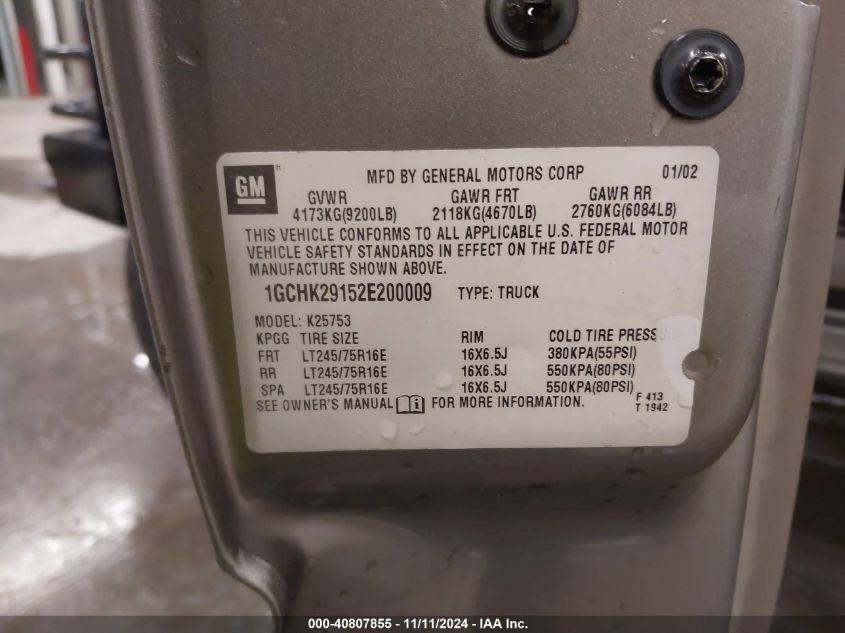 GM ®
MFD BY GENERAL MOTORS CORP 01/02
GVWR GAWR FRT GAWR RR
4173KG(9200LB) 2118KG(4670LB) 2760KG(6084LB)
THIS VEHICLE CONFORMS TO ALL APPLICABLE U.S. FEDERAL MOTOR
VEHICLE SAFETY STANDARDS IN EFFECT ON THE DATE OF
MANUFACTURE SHOWN ABOVE.
1GCHK29152E200009 TYPE: TRUCK
MODEL: K25753
KPGG TIRE SIZE RIM COLD TIRE PRESSU
FRT LT245/75R16E 16X6.5J 380KPA(55PSI)
RR LT245/75R16E 16X6.5J 550KPA(80PSI)
SPA LT245/75R16E 16X6.5J 550KPA(80PSI)
SEE OWNER'S MANUAL i FOR MORE INFORMATION.
F 413
T 1942
000-40807855 - 11/11/2024 - IAA Inc.